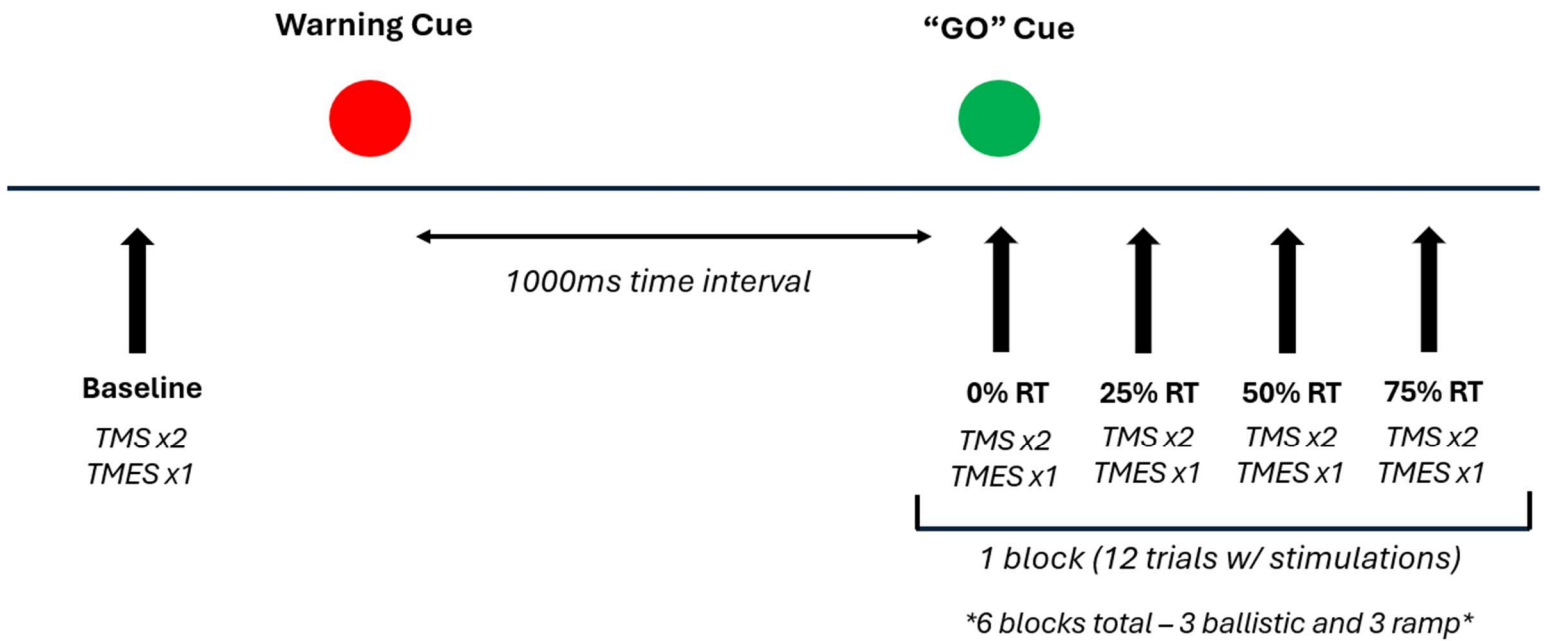 Warning Cue
“GO” Cue
1000ms time interval
Baseline
TMS x2
TMES x1
0% RT
TMS x2
TMES x1
25% RT
TMS x2
TMES x1
50% RT
TMS x2
TMES x1
75% RT
TMS x2
TMES x1
1 block (12 trials w/ stimulations)
*6 blocks total – 3 ballistic and 3 ramp*